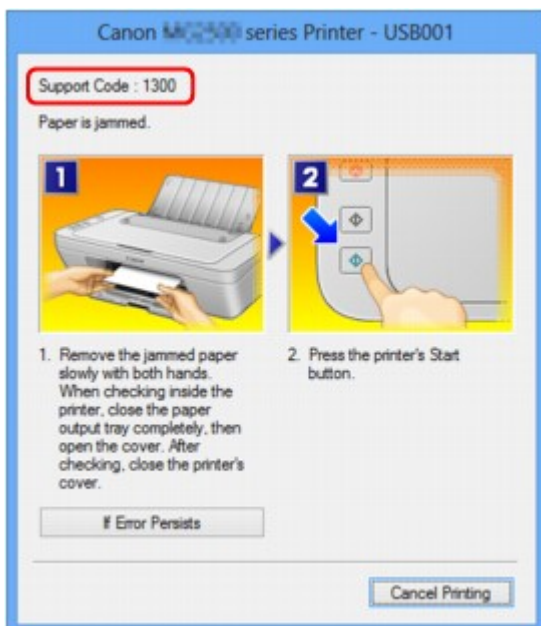 Canon series Printer - USB001
Support Code : 1300
Paper is jammed.
1
2
1. Remove the jammed paper
slowly with both hands.
When checking inside the
printer, close the paper
output tray completely, then
open the cover. After
checking, close the printer's
cover.
2. Press the printer's Start
button.
If Error Persists
Cancel Printing